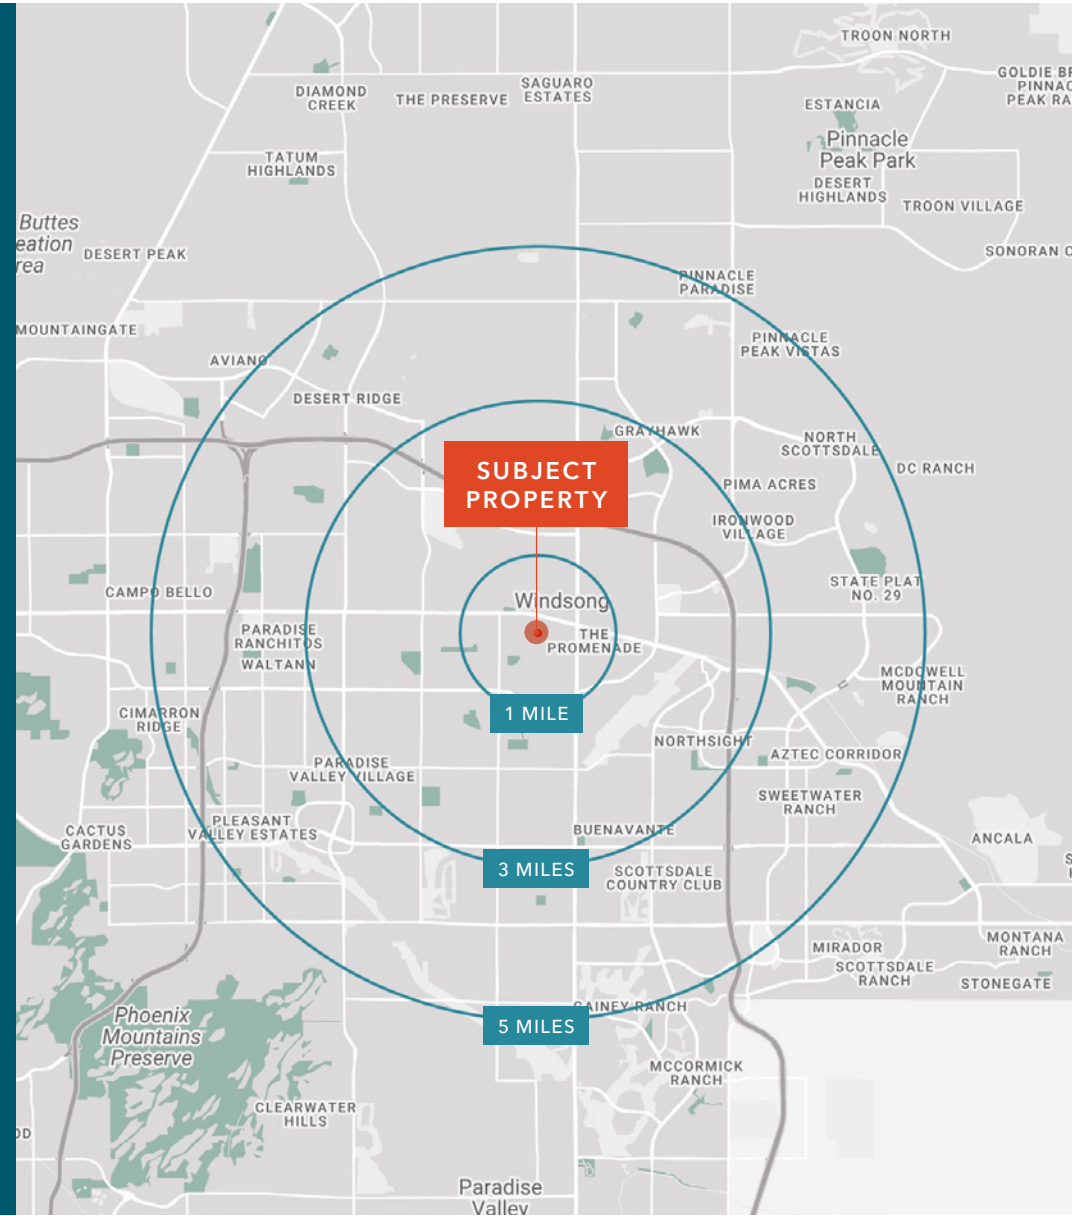 TROON NORTH
GOLDIE
PINNAC
PEAK RA
DIAMOND
CREEK
THE PRESERVE
SAGUARO
ESTATES
ESTANCIA
Pinnacle
Peak Park
TATUM
HIGHLANDS
DESERT
HIGHLANDS
TROON VILLAGE
Buttes
eation
rea
DESERT PEAK
SONORAN C
PINNACLE
PARADISE
MOUNTAINGATE
PINNACLE
PEAK VISTAS
AVIANO
DESERT RIDGE
GRAYHAWK
NORTH
SCOTTSDALE
DC RANCH
SUBJECT
PROPERTY
PIMA ACRES
IRONWOOD
VILLAGE
CAMPO BELLO
STATE PLAT
NO. 29
Windsong
THE
PROMENADE
PARADISE
RANCHITOS
WALTANN
MCDOWELL
MOUNTAIN
RANCH
1 MILE
CIMARRON
RIDGE
NORTHSIGHT
AZTEC CORRIDOR
PARADISE
VALLEY VILLAGE
SWEETWATER
RANCH
PLEASANT
VALLEY ESTATES
CACTUS
GARDENS
BUENAVANTE
ANCALA
3 MILES
SCOTTSDALE
COUNTRY CLUB
MIRADOR
MONTANA
RANCH
SCOTTSDALE
RANCH
STONEGATE
GAINEY RANCH
5 MILES
Phoenix
Mountains
Preserve
MCCORMICK
RANCH
CLEARWATER
HILLS
OD
Paradise
Valley